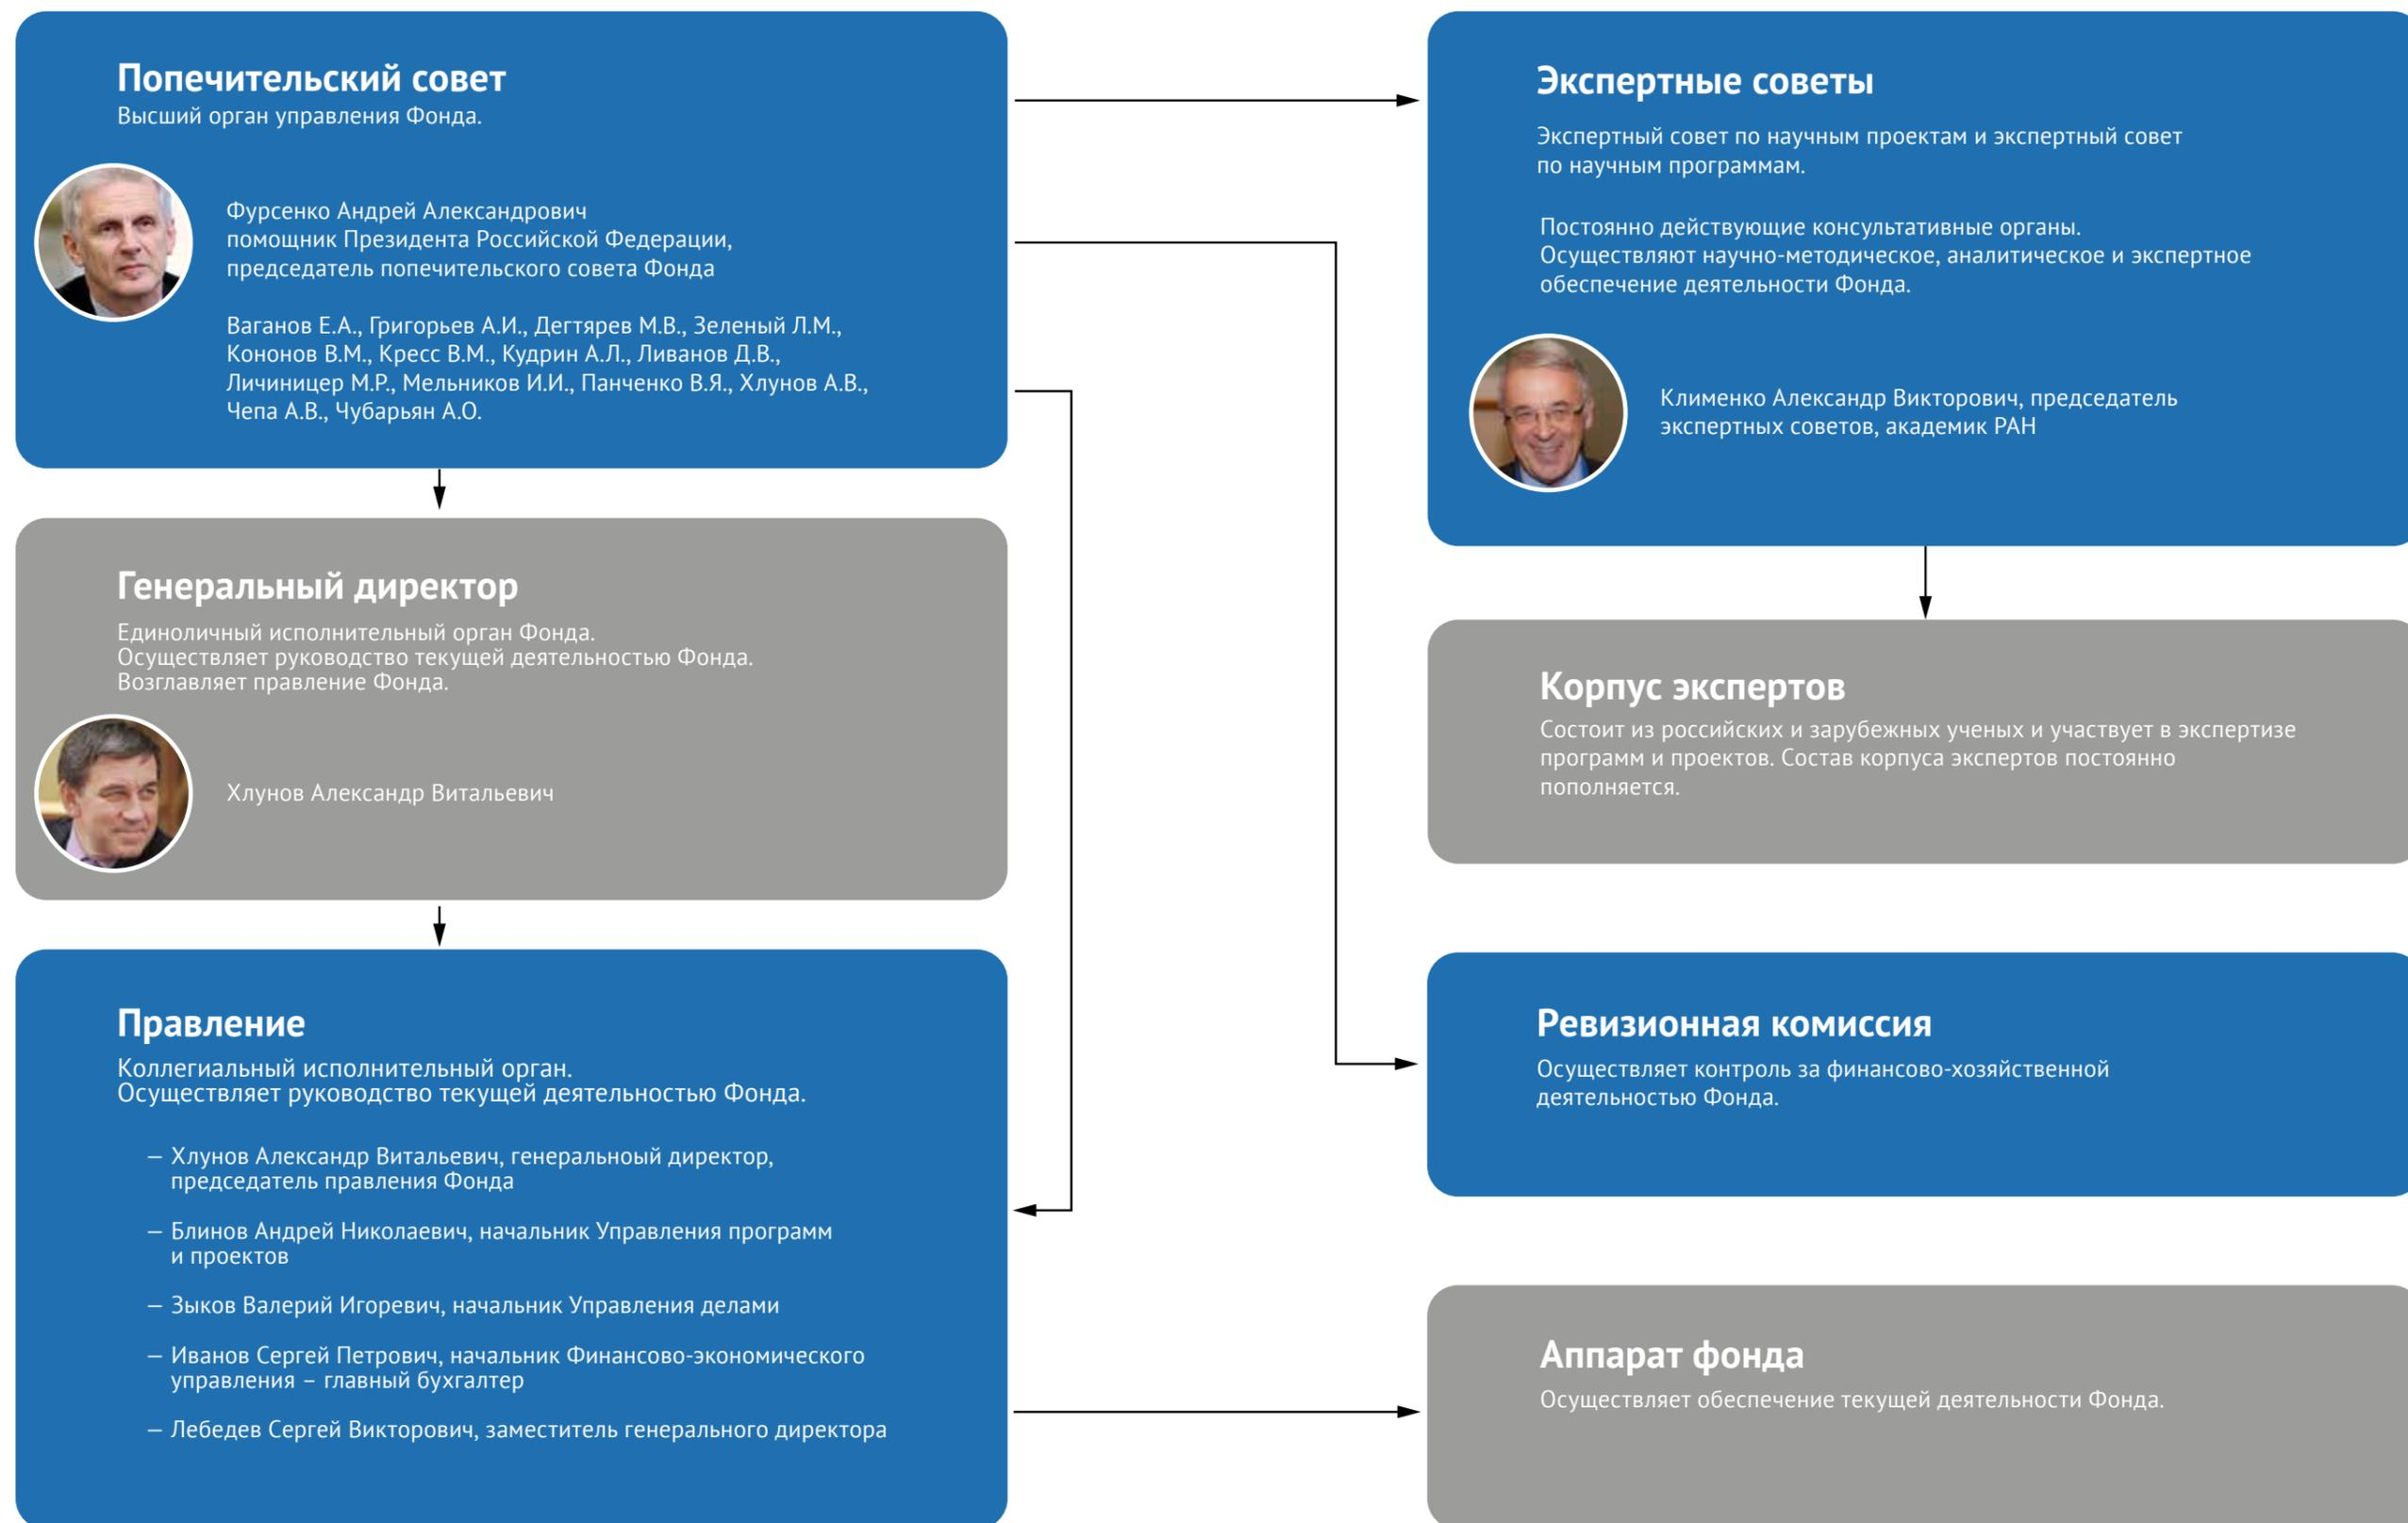 Попечительский совет
Высший орган управления Фонда.
Фурсенко Андрей Александрович
помощник Президента Российской Федерации,
председатель попечительского совета Фонда
Ваганов Е.А., Григорьев А.И., Дегтярев М.В., Зеленый Л.М.,
Кононов В.М., Кресс В.М., Кудрин А.Л., Ливанов Д.В.,
Личиницер М.Р., Мельников И.И., Панченко В.Я., Хлунов А.В.,
Чепа А.В., Чубарьян А.О.
Генеральный директор
Единоличный исполнительный орган Фонда.
Осуществляет руководство текущей деятельностью Фонда.
Возглавляет правление Фонда.
Хлунов Александр Витальевич
Правление
Коллегиальный исполнительный орган.
Осуществляет руководство текущей деятельностью Фонда.
— Хлунов Александр Витальевич, генеральноый директор,
председатель правления Фонда
— Блинов Андрей Николаевич, начальник Управления программ
и проектов
— Зыков Валерий Игоревич, начальник Управления делами
— Иванов Сергей Петрович, начальник Финансово-экономического
управления – главный бухгалтер
— Лебедев Сергей Викторович, заместитель генерального директора
Экспертные советы
Экспертный совет по научным проектам и экспертный совет
по научным программам.
Постоянно действующие консультативные органы.
Осуществляют научно-методическое, аналитическое и экспертное
обеспечение деятельности Фонда.
Клименко Александр Викторович, председатель
экспертных советов, академик РАН
Корпус экспертов
Состоит из российских и зарубежных ученых и участвует в экспертизе
программ и проектов. Состав корпуса экспертов постоянно
пополняется.
Ревизионная комиссия
Осуществляет контроль за финансово-хозяйственной
деятельностью Фонда.
Аппарат фонда
Осуществляет обеспечение текущей деятельности Фонда.